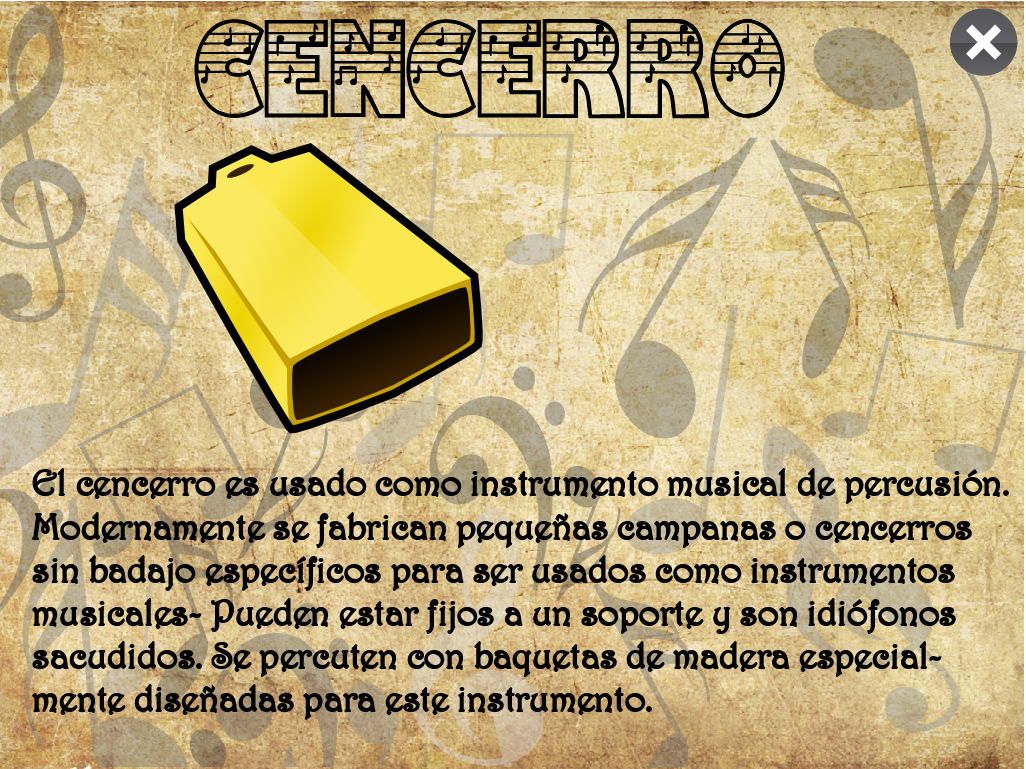 CENCERRO
El cencerro es usado como instrumento musical de percusión.
Modernamente se fabrican pequeñas campanas o cencerros
sin badajo específicos para ser usados como instrumentos
musicales- Pueden estar fijos a un soporte y son idiófonos
sacudidos. Se percuten con baquetas de madera especial-
mente diseñadas para este instrumento.